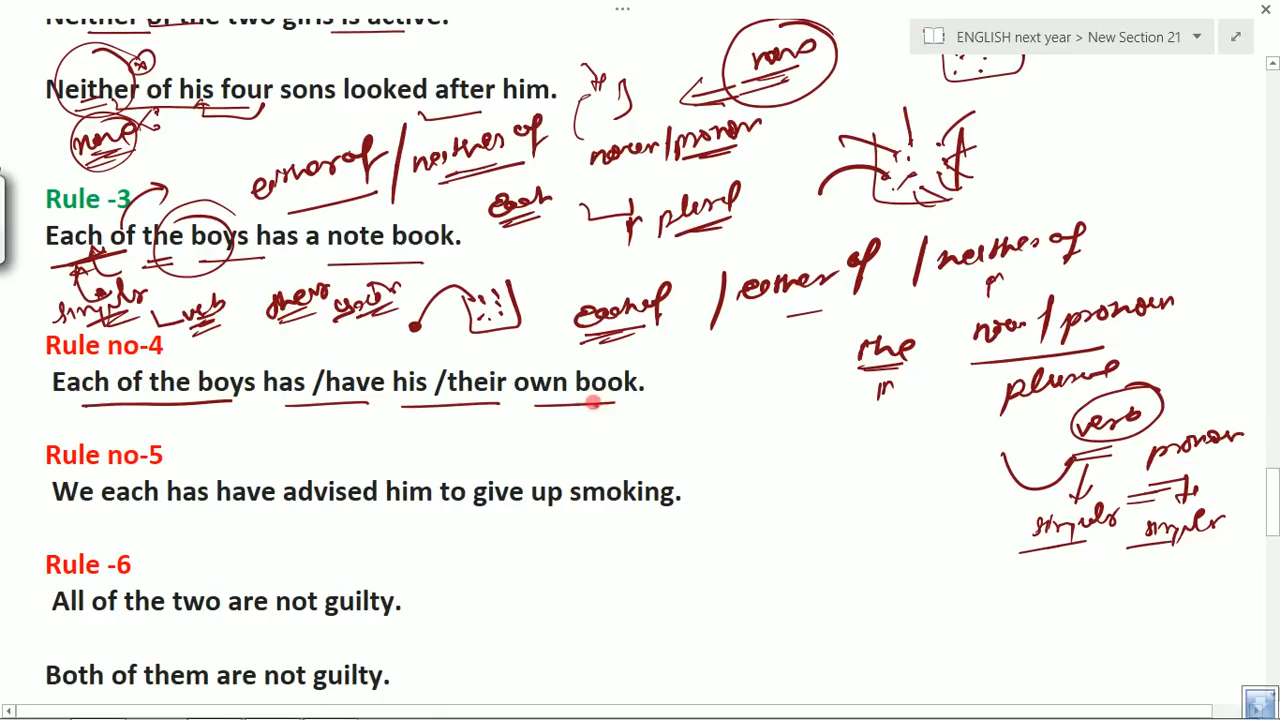 Neither of the two girls is active.
ENGLISH next year > New Section 21
Neither of his four sons looked after him.
none
none
either of / neither of
noun/pronoun
Each
plural
Rule -3
Each of the boys has a note book.
singular verb
Each of / either of / neither of
the
noun / pronoun
plural
Rule no-4
Each of the boys has /have his /their own book.
verb
pronoun
singular
singular
Rule no-5
We each has have advised him to give up smoking.
Rule -6
All of the two are not guilty.
Both of them are not guilty.